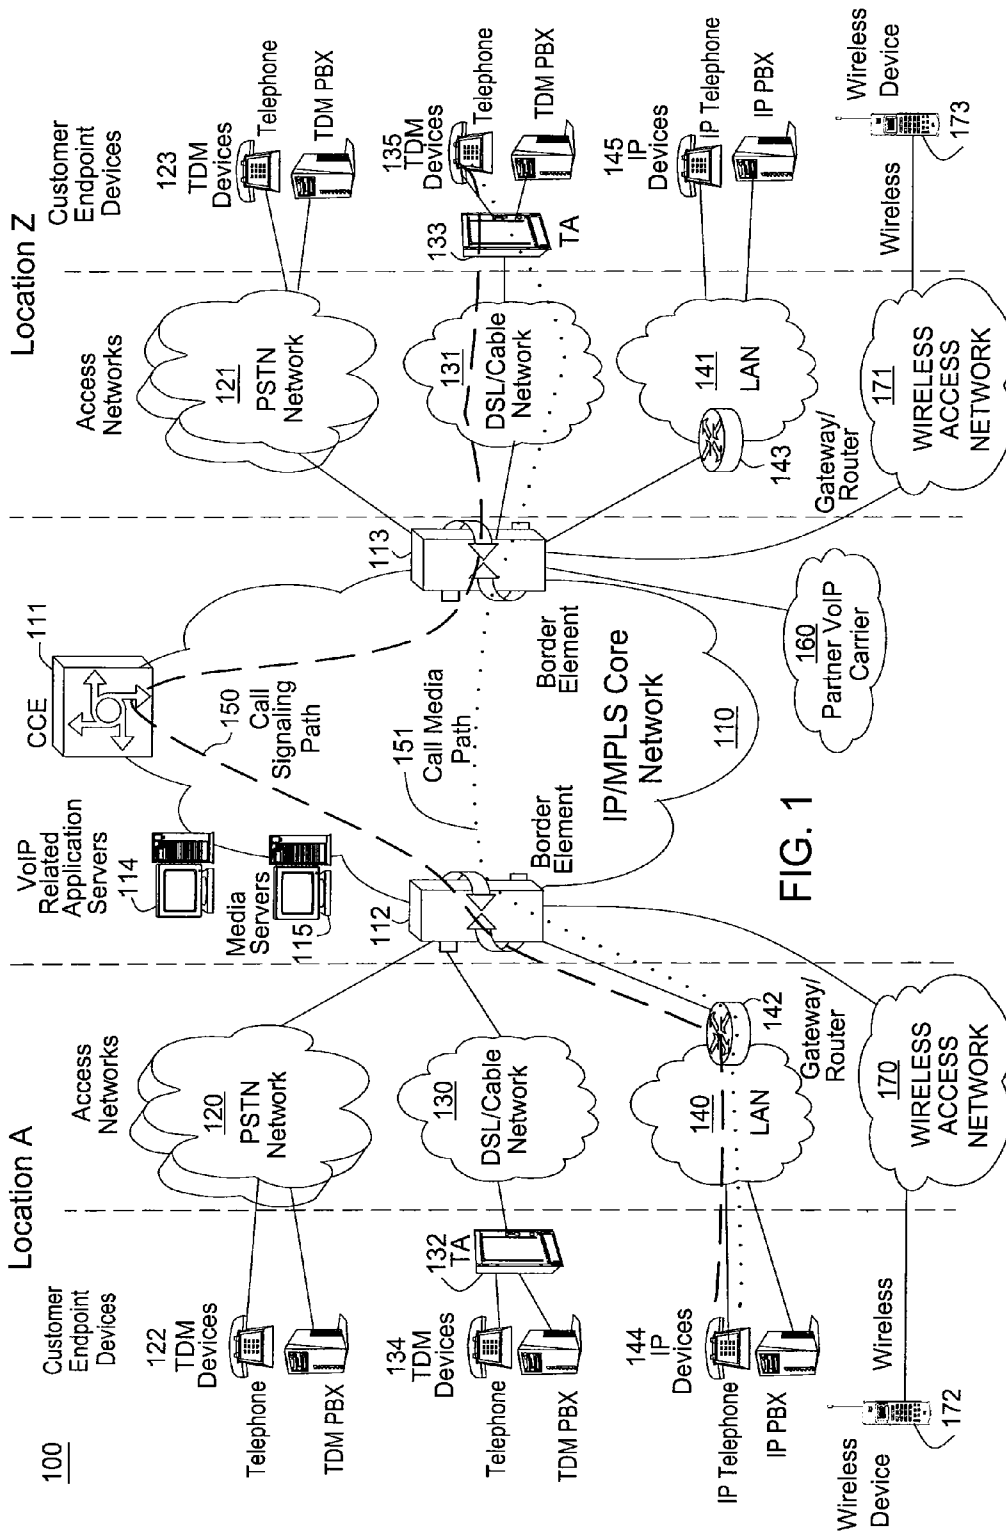 100
Location A
Location Z
Customer
Endpoint
Devices
Access
Networks
VoIP
Related
Application
Servers
114
CCE
111
Access
Networks
Customer
Endpoint
Devices
122
TDM
Devices
Telephone
TDM PBX
120
PSTN
Network
Media
Servers
115
112
150
Call
Signaling
Path
113
121
PSTN
Network
123
TDM
Devices
Telephone
TDM PBX
134
TDM
Devices
Telephone
TDM PBX
132
TA
130
DSL/Cable
Network
151
Call Media
Path
Border
Element
Border
Element
131
DSL/Cable
Network
133
TA
135
TDM
Devices
Telephone
TDM PBX
144
IP
Devices
IP Telephone
IP PBX
140
LAN
142
Gateway/
Router
IP/MPLS Core
Network
110
143
Gateway/
Router
141
LAN
145
IP
Devices
IP Telephone
IP PBX
Wireless
Device
172
Wireless
170
WIRELESS
ACCESS
NETWORK
160
Partner VoIP
Carrier
171
WIRELESS
ACCESS
NETWORK
Wireless
173
Wireless
Device
FIG. 1